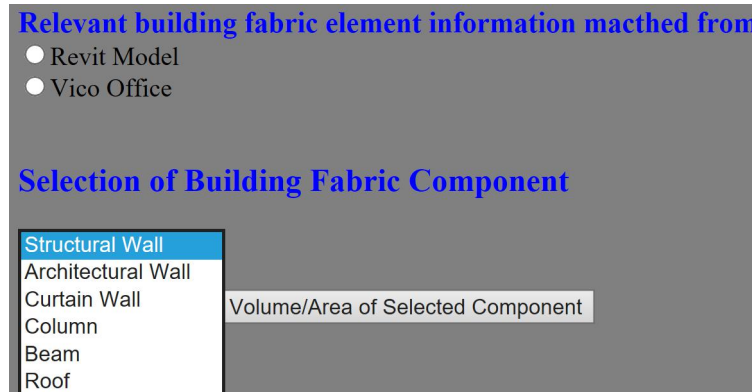 Relevant building fabric element information macthed from
Revit Model
Vico Office
Selection of Building Fabric Component
Structural Wall
Architectural Wall
Curtain Wall
Volume/Area of Selected Component
Column
Beam
Roof